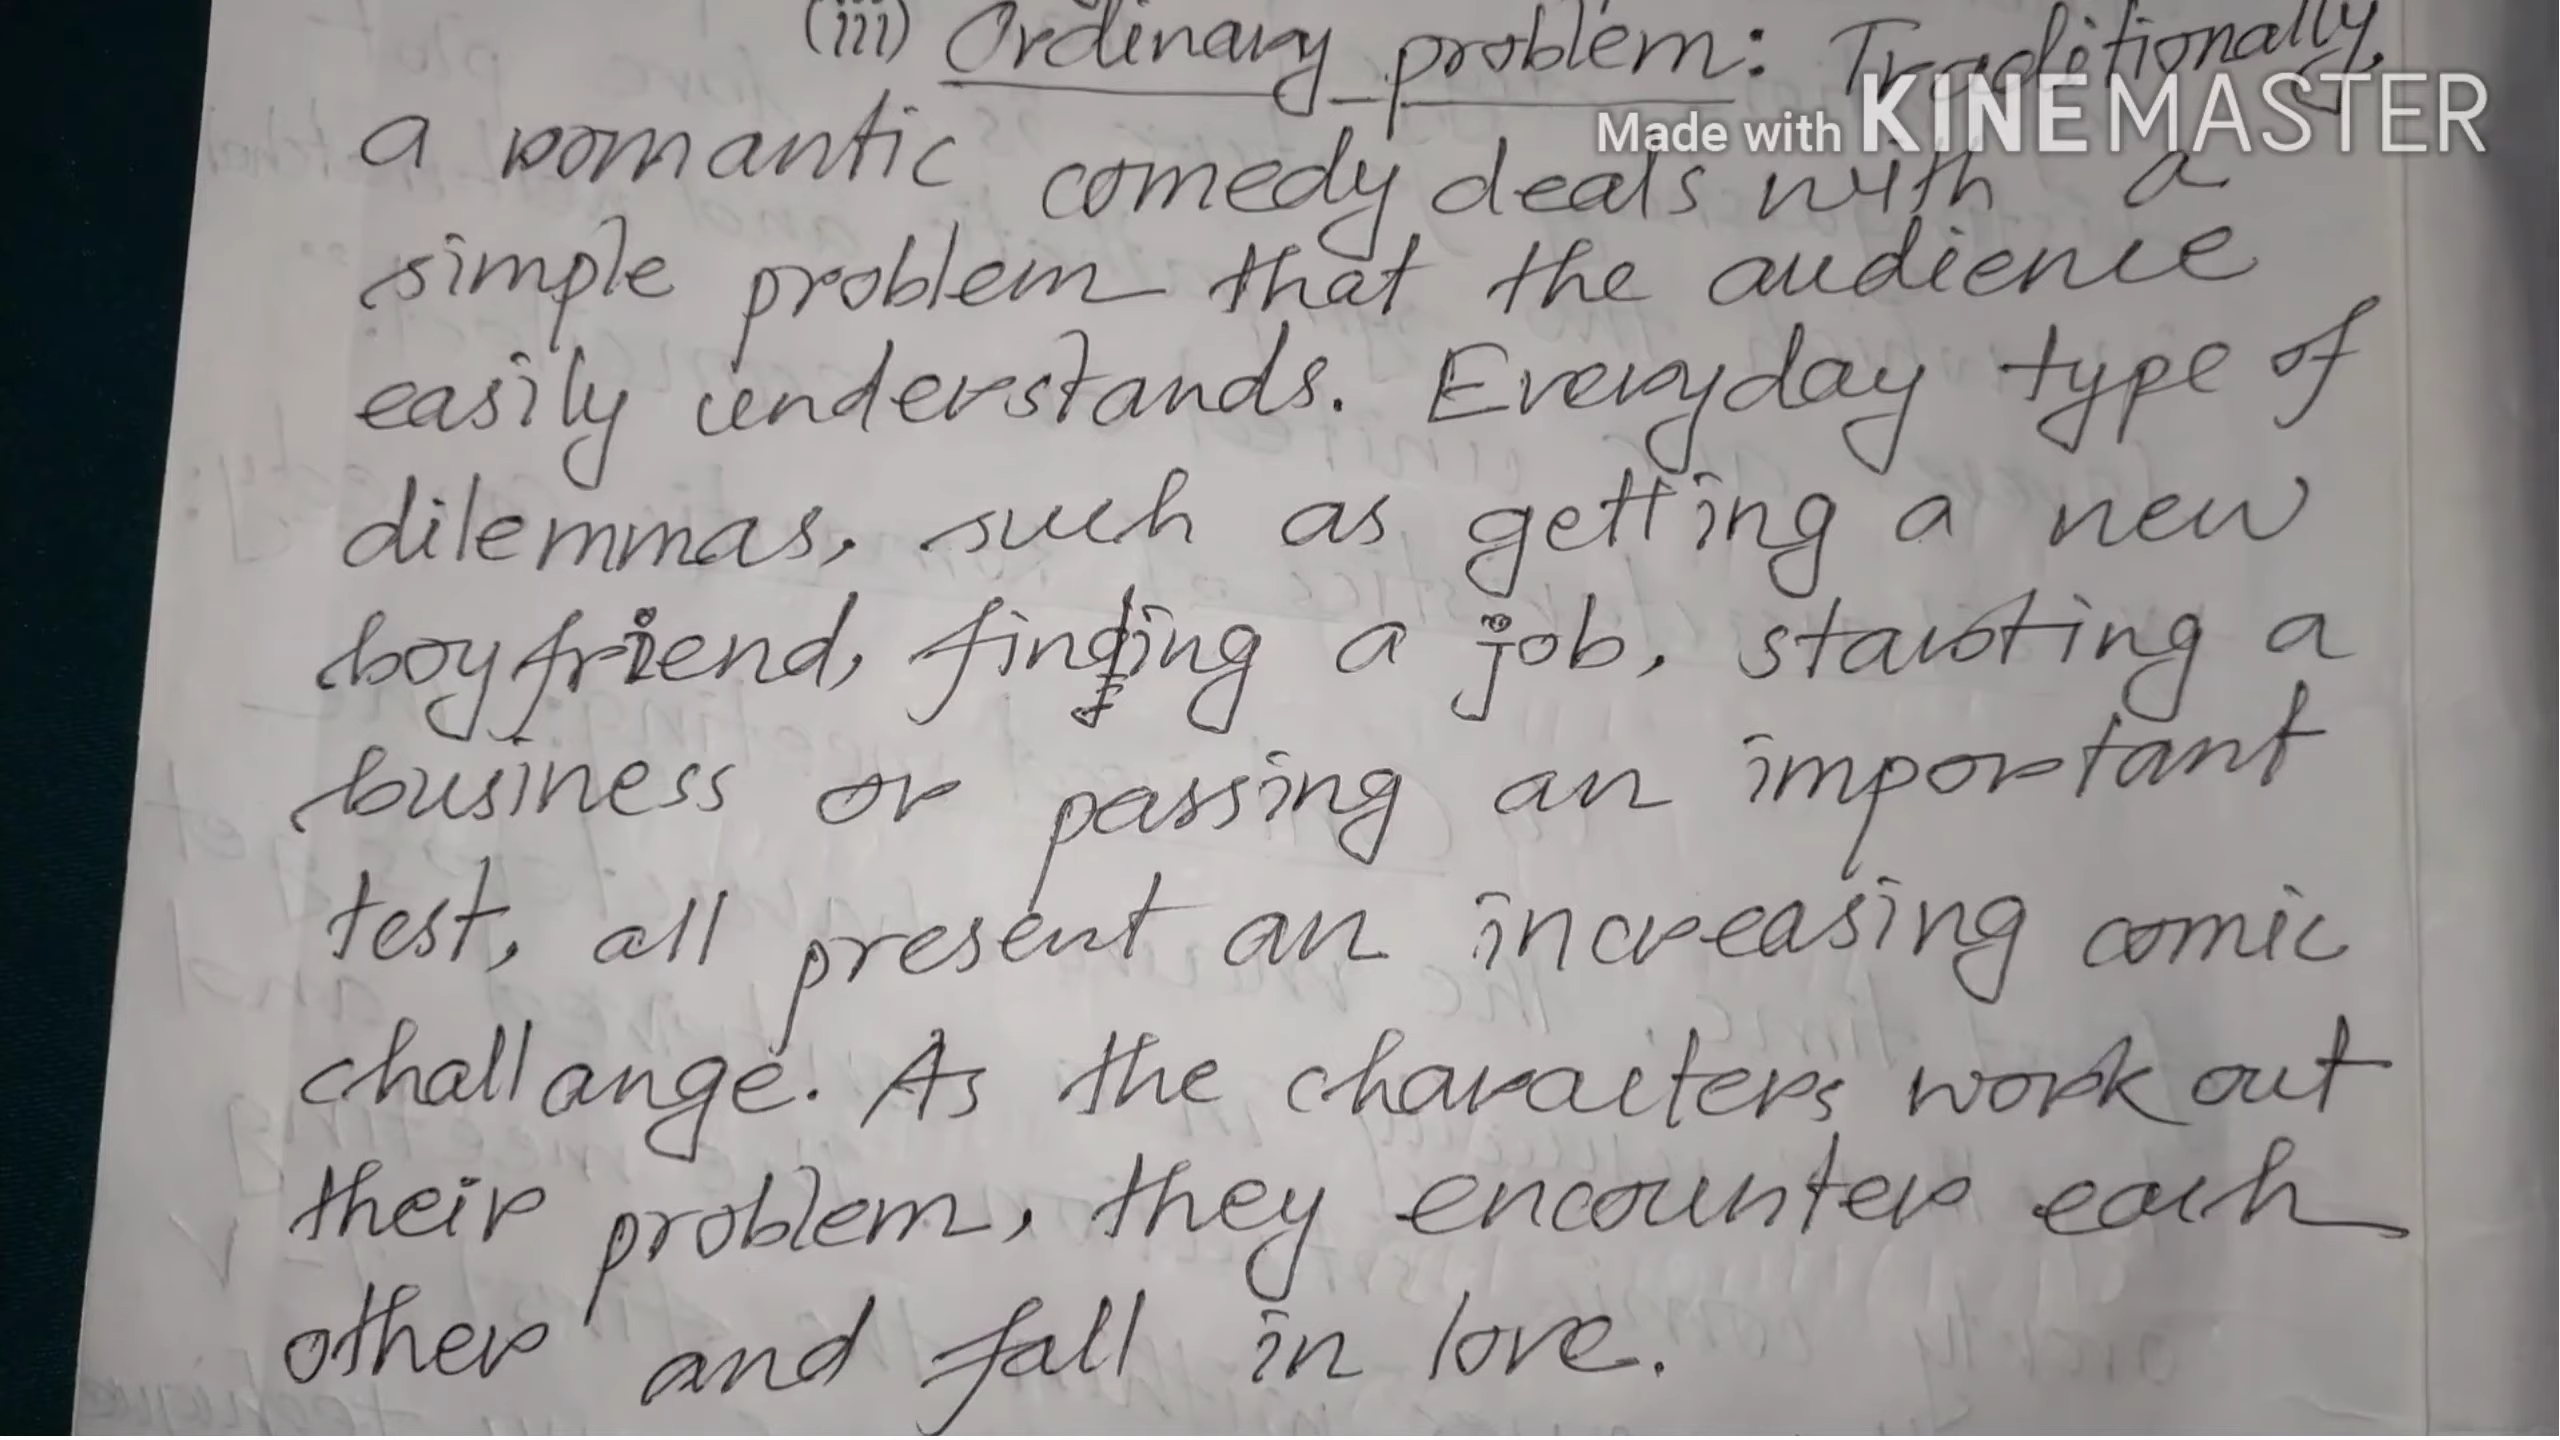 (iii) Ordinary problem: Traditionally,
Made with KINEMASTER
a romantic comedy deals with a
simple problem that the audience
easily understands. Everyday type of
dilemmas, such as getting a new
boyfriend, finding a job, starting a
business or passing an important
test, all present an increasing comic
challange. As the characters work out
their problem, they encounter each
other and fall in love.